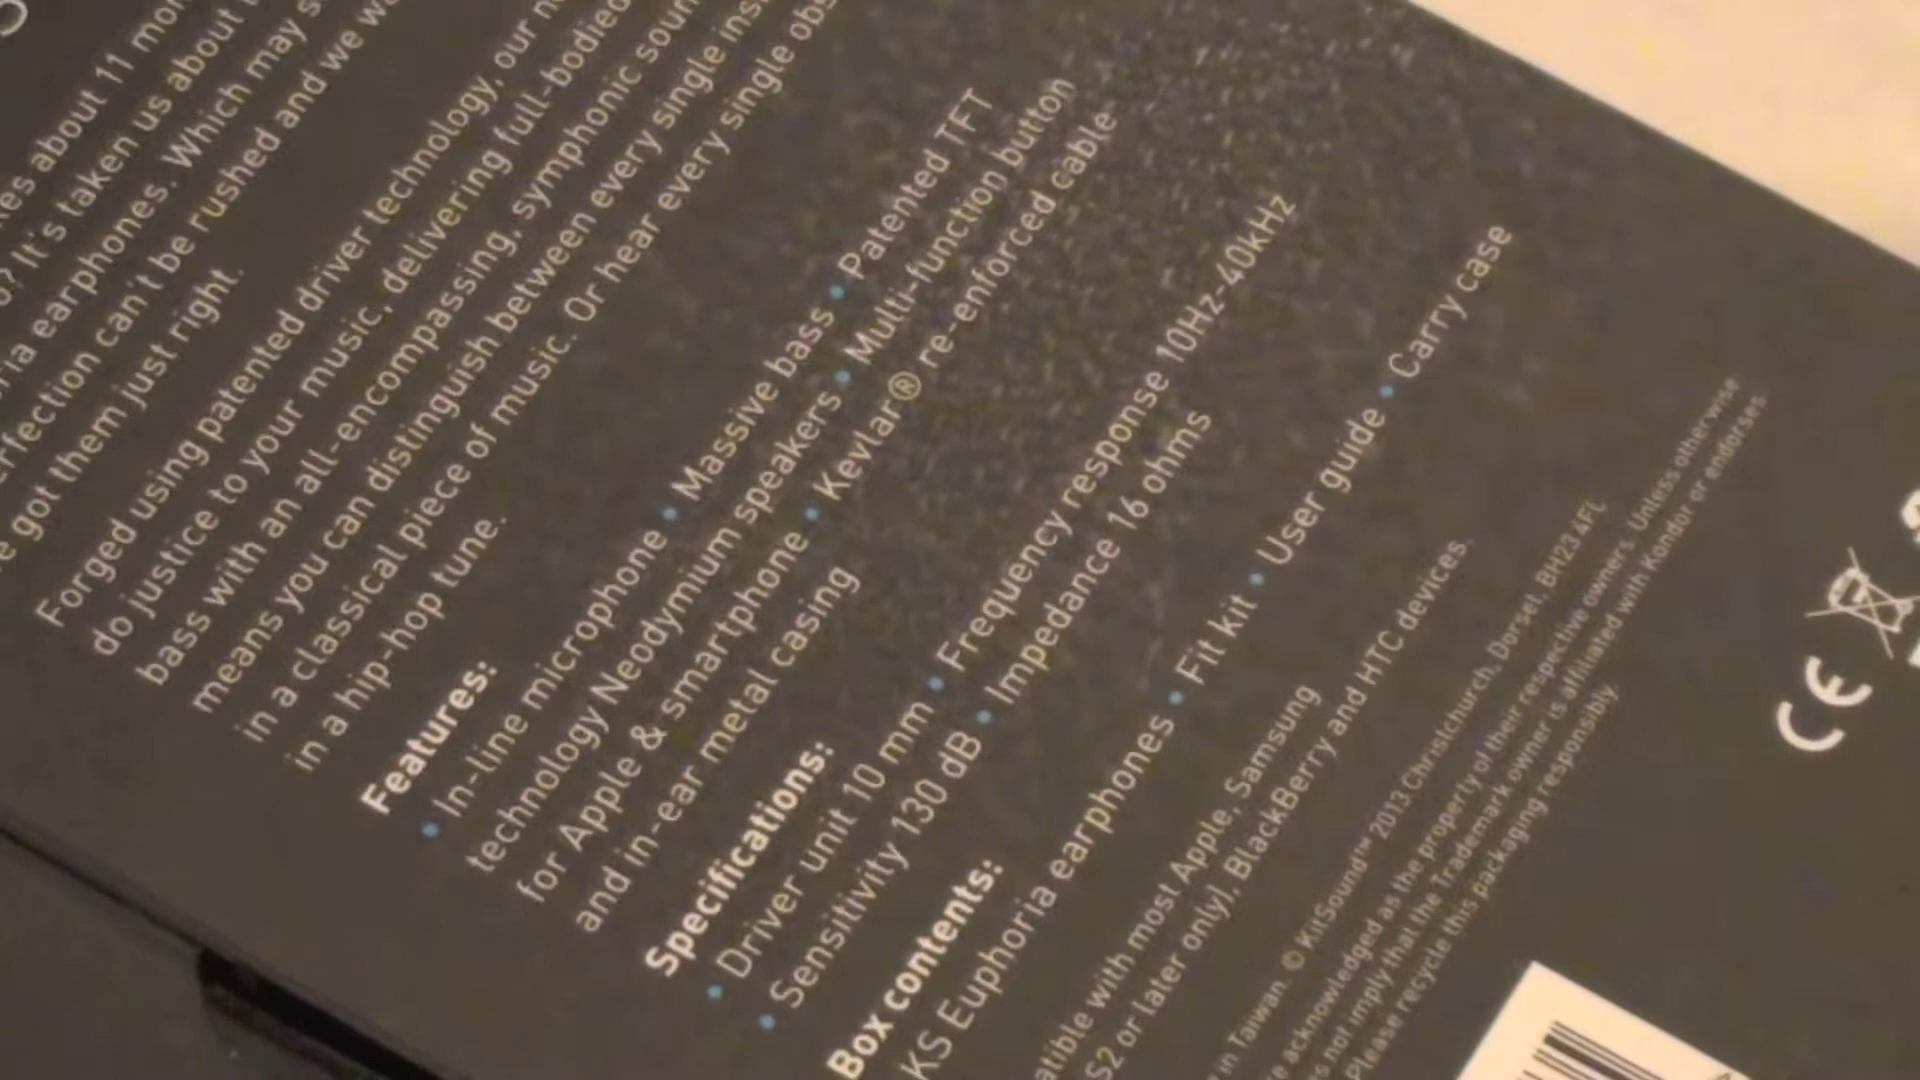 about 11
It's taken us about
earphones. Which may
can't be rushed and we
got them just right.
Forged using patented driver technology, our
do justice to your music, delivering full-bodied
bass with an all-encompassing, symphonic
means you can distinguish between every single
in a classical piece of music. Or hear every single
in a hip-hop tune.
Features:
• In-line microphone • Massive bass • Patented TFT
technology Neodymium speakers • Multi-function button
for Apple & smartphone • Kevlar® re-enforced cable
and in-ear metal casing
Specifications:
• Driver unit 10 mm • Frequency response 10Hz-40kHz
• Sensitivity 130 dB • Impedance 16 ohms
Box contents:
KS Euphoria earphones • Fit kit • User guide • Carry case
with most Apple, Samsung
S2 or later only), BlackBerry and HTC devices.
in Taiwan. © KitSound™ 2013 Christchurch, Dorset, BH23 4FL
acknowledged as the property of their respective owners. Unless otherwise
not imply that the Trademark owner is affiliated with Kondor or endorses
Please recycle this packaging responsibly.
CE